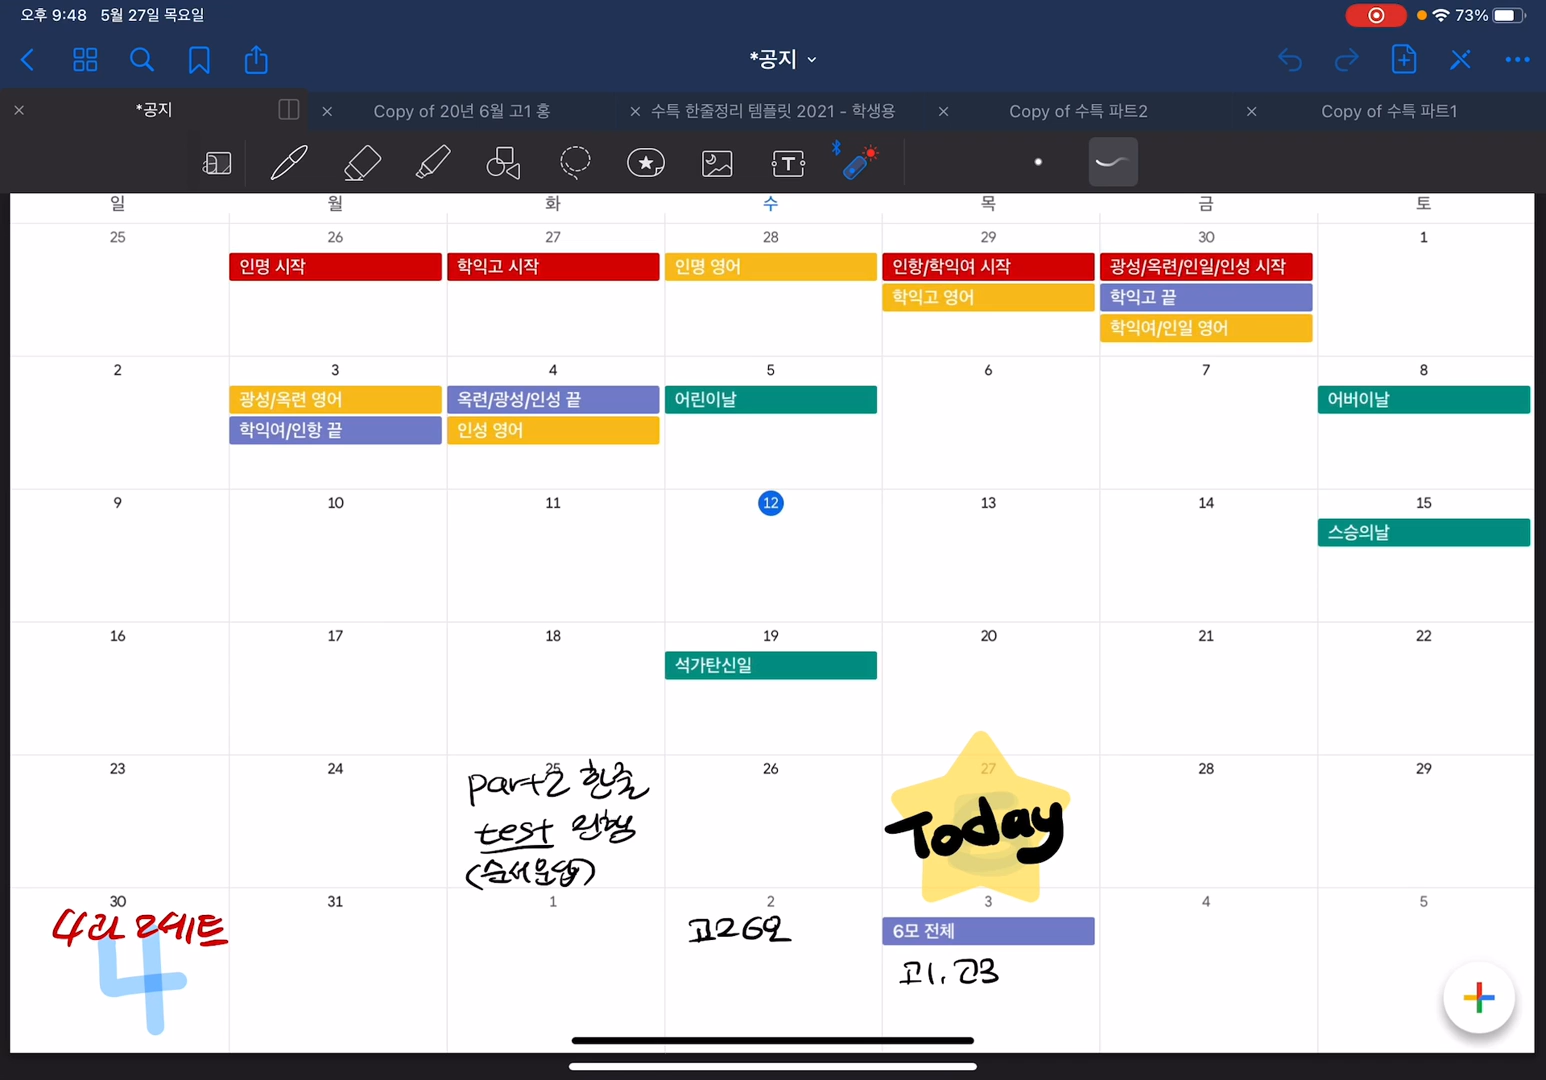 오후 9:48 5월 27일 목요일
73%
*공지
*공지
Copy of 20년 6월 고1 홍
수특 한줄정리 템플릿 2021 - 학생용
Copy of 수특 파트2
Copy of 수특 파트1
T
일 월 화 수 목 금 토
25 26 27 28 29 30 1
인명 시작 학익고 시작 인명 영어 인항/학익여 시작 광성/옥련/인일/인성 시작
학익고 영어 학익고 끝
학익여/인일 영어
2 3 4 5 6 7 8
광성/옥련 영어 옥련/광성/인성 끝 어린이날 어버이날
학익여/인항 끝 인성 영어
9 10 11 12 13 14 15
스승의날
16 17 18 19 20 21 22
석가탄신일
23 24 25 26 27 28 29
part2 한글
test 진행
Today
30 31 1 2 3 4 5
4과 2세트 고2 6모 6모 전체
4 고1. 고3